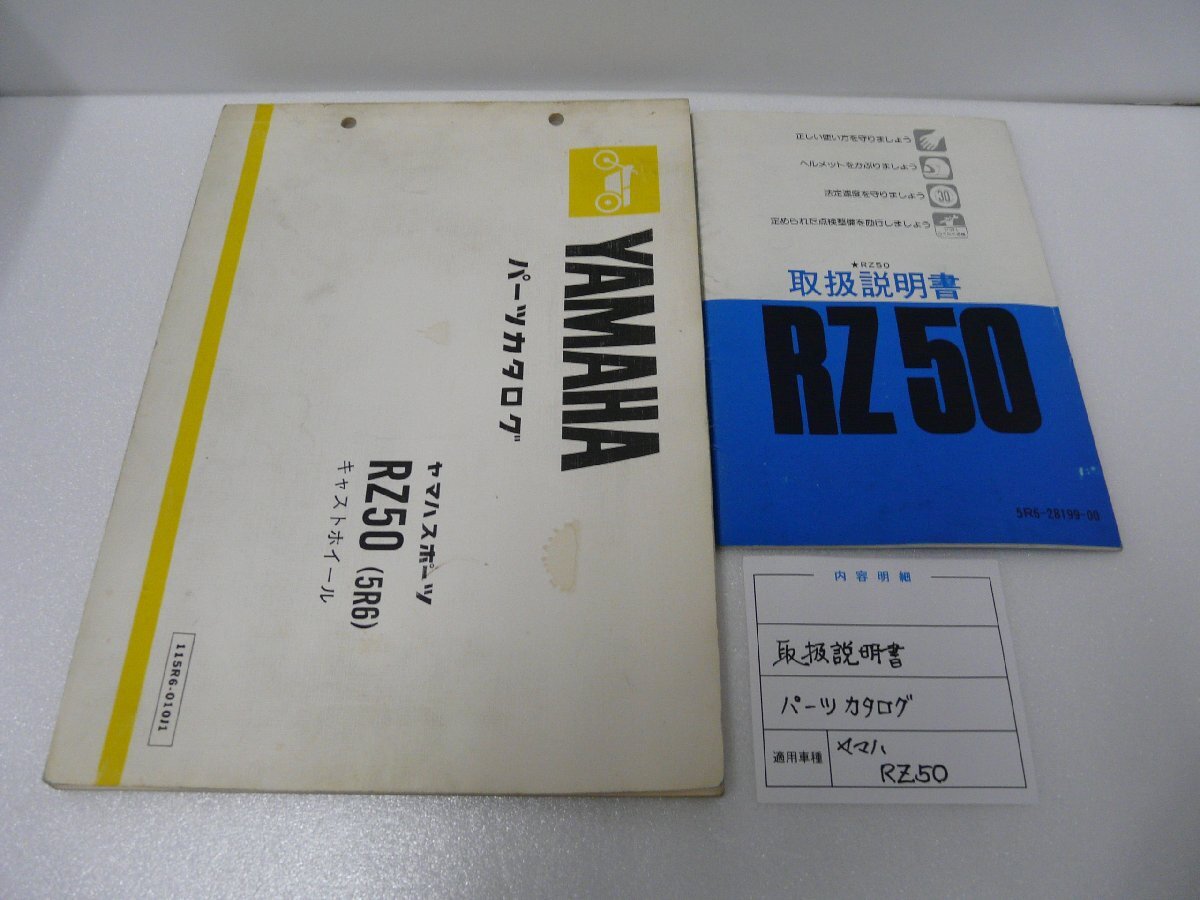 YAMAHA
パーツカタログ
ヤマハスポーツ
RZ50 (5R6)
キャストホイール
115R6-010J1
正しい使い方を守りましょう
ヘルメットをかぶりましょう
法定速度を守りましょう
30
定められた点検整備を励行しましょう
★RZ50
取扱説明書
RZ50
5R6-28199-00
内容明細
取扱説明書
パーツカタログ
適用車種
ヤマハ
RZ50